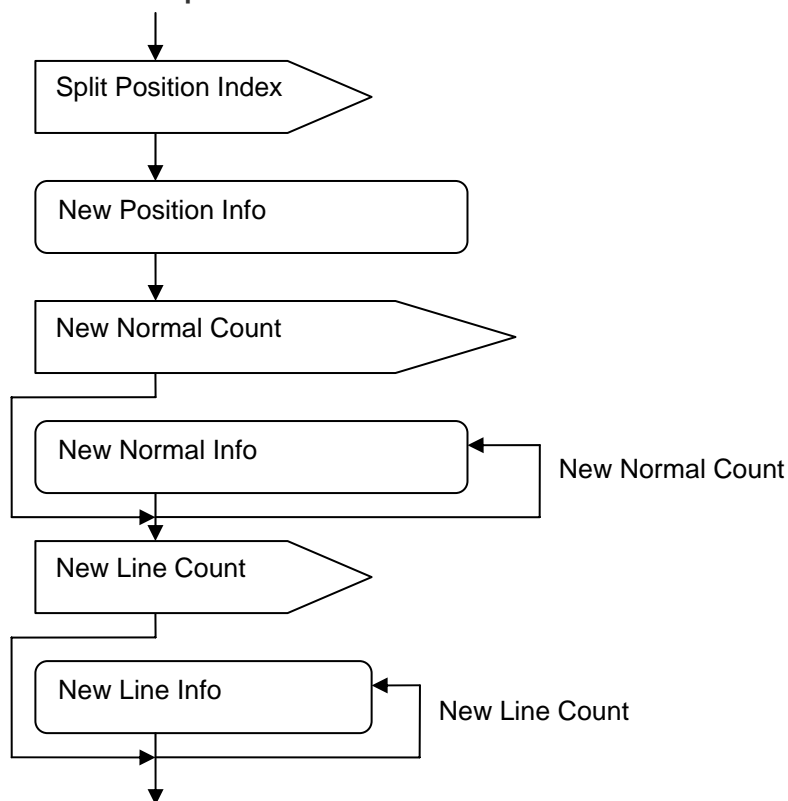 Split Position Index
New Position Info
New Normal Count
New Normal Info
New Normal Count
New Line Count
New Line Info
New Line Count